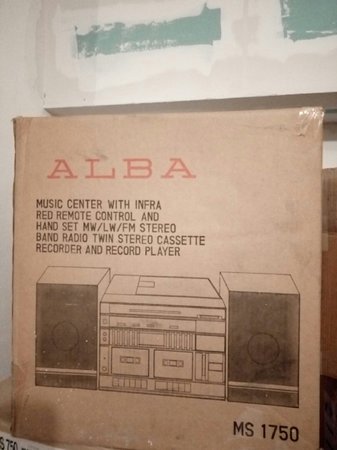 ALBA
MUSIC CENTER WITH INFRA
RED REMOTE CONTROL AND
HAND SET MW/LW/FM STEREO
BAND RADIO TWIN STEREO CASSETTE
RECORDER AND RECORD PLAYER
MS 1750